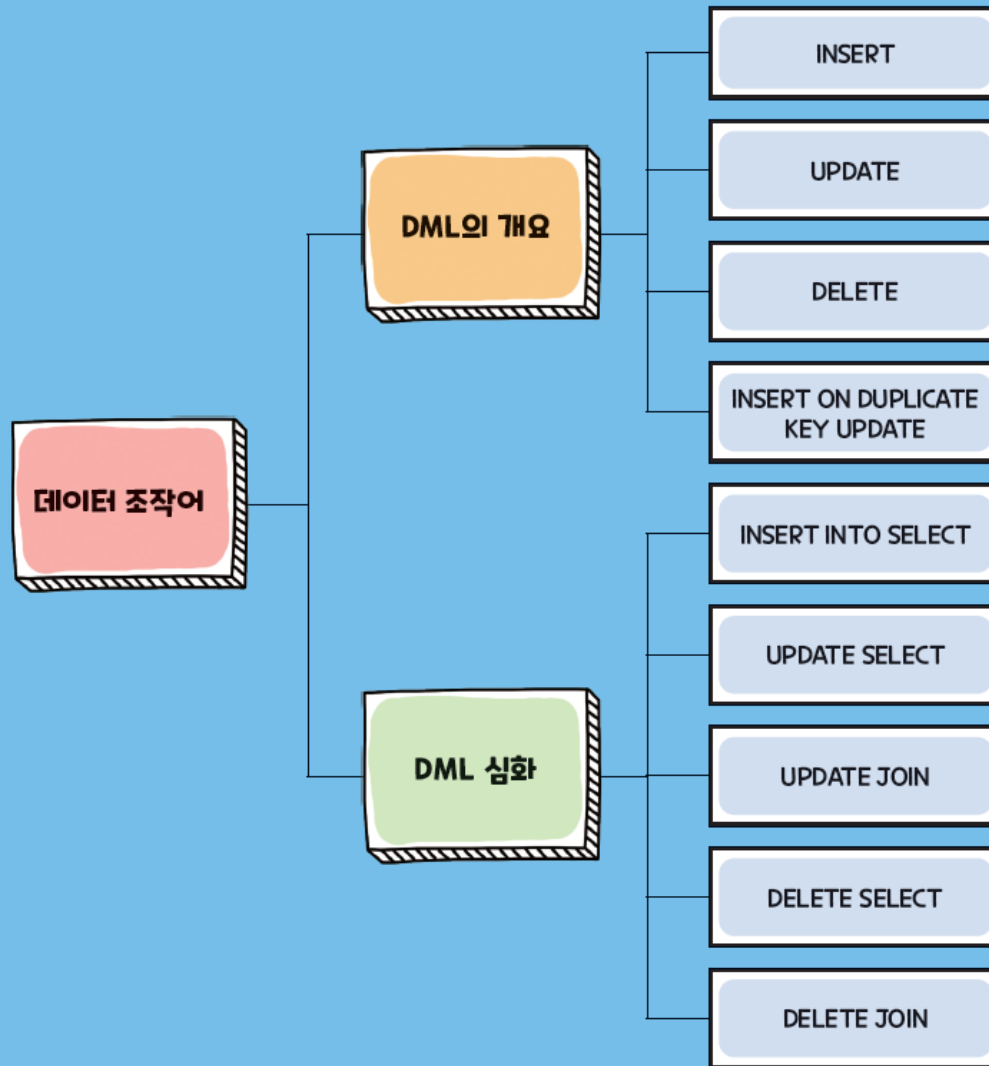 데이터 조작어
DML의 개요
INSERT
UPDATE
DELETE
INSERT ON DUPLICATE
KEY UPDATE
DML 심화
INSERT INTO SELECT
UPDATE SELECT
UPDATE JOIN
DELETE SELECT
DELETE JOIN